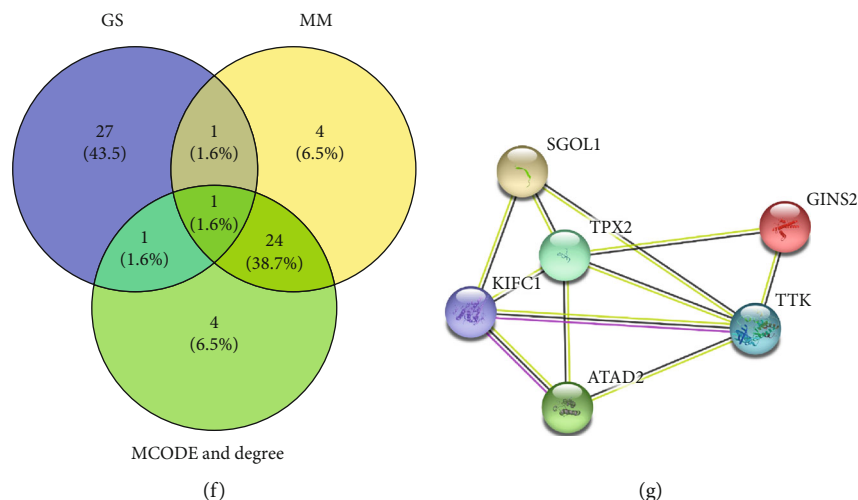 GS
MM
27
(43.5)
1
(1.6%)
4
(6.5%)
1
(1.6%)
1
(1.6%)
24
(38.7%)
4
(6.5%)
MCODE and degree
(f)
SGOL1
GINS2
TPX2
KIFC1
TTK
ATAD2
(g)